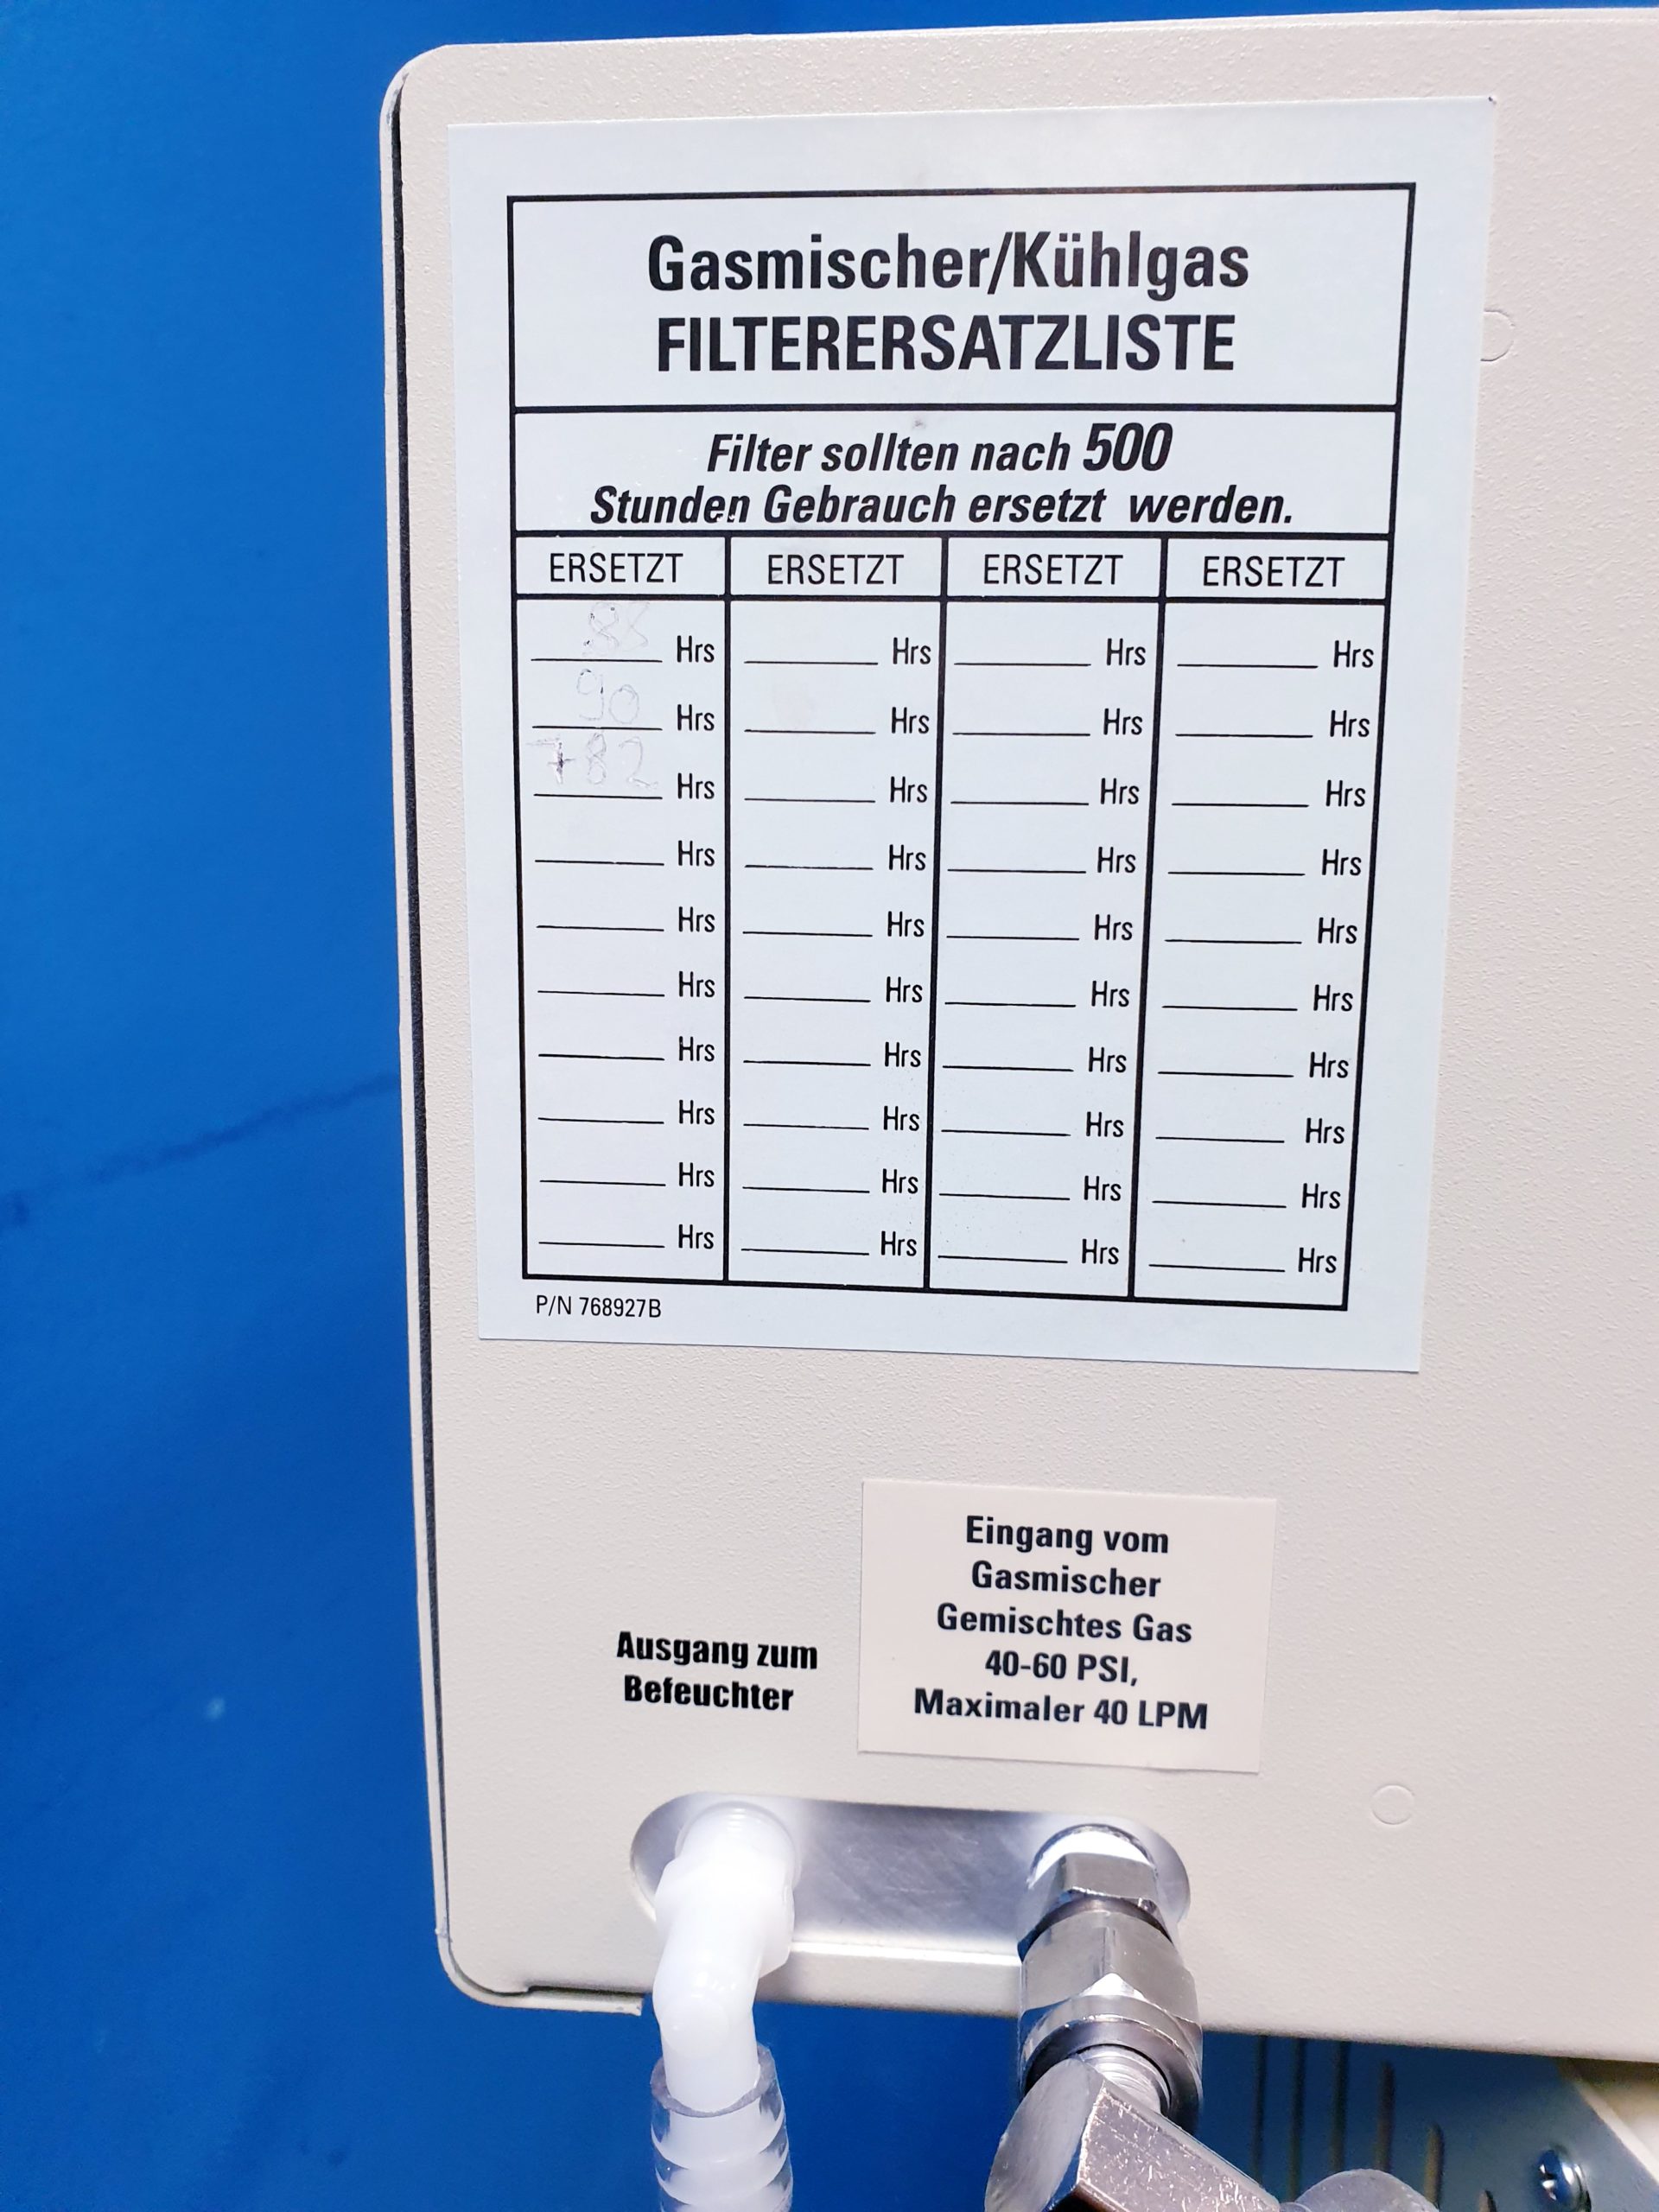 Gasmischer/Kühlgas
FILTERERSATZLISTE
Filter sollten nach 500
Stunden Gebrauch ersetzt werden.
ERSETZT ERSETZT ERSETZT ERSETZT
88 Hrs Hrs Hrs Hrs
90 Hrs Hrs Hrs Hrs
782 Hrs Hrs Hrs Hrs
Hrs Hrs Hrs Hrs
Hrs Hrs Hrs Hrs
Hrs Hrs Hrs Hrs
Hrs Hrs Hrs Hrs
Hrs Hrs Hrs Hrs
Hrs Hrs Hrs Hrs
Hrs Hrs Hrs Hrs
P/N 768927B
Ausgang zum
Befeuchter
Eingang vom
Gasmischer
Gemischtes Gas
40-60 PSI,
Maximaler 40 LPM